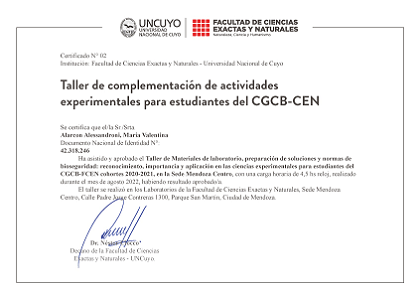 UNCUYO
UNIVERSIDAD
NACIONAL DE CUYO
FACULTAD DE CIENCIAS
EXACTAS Y NATURALES
Naturaleza, Ciencia y Humanismo
Certificado N° 02
Institución: Facultad de Ciencias Exactas y Naturales - Universidad Nacional de Cuyo
Taller de complementación de actividades
experimentales para estudiantes del CGCB-CEN
Se certifica que el/la Sr./Srta
Alarcon Alessandroni, Maria Valentina
Documento Nacional de Identidad N°
42.318.246
Ha asistido y aprobado el Taller de Materiales de laboratorio, preparación de soluciones y normas de
bioseguridad: reconocimiento, importancia y aplicación en las ciencias experimentales para estudiantes del
CGCB-FCEN cohortes 2020-2021, en la Sede Mendoza Centro, con una carga horaria de 4,5 hs reloj, realizado
durante el mes de agosto 2022, habiendo resultado aprobado/a
El taller se realizó en los Laboratorios de la Facultad de Ciencias Exactas y Naturales, Sede Mendoza
Centro, Calle Padre Jorge Contreras 1300, Parque San Martín, Ciudad de Mendoza.
Dr. Néstor
Decano de la Facultad de Ciencias
Exactas y Naturales - UNCuyo